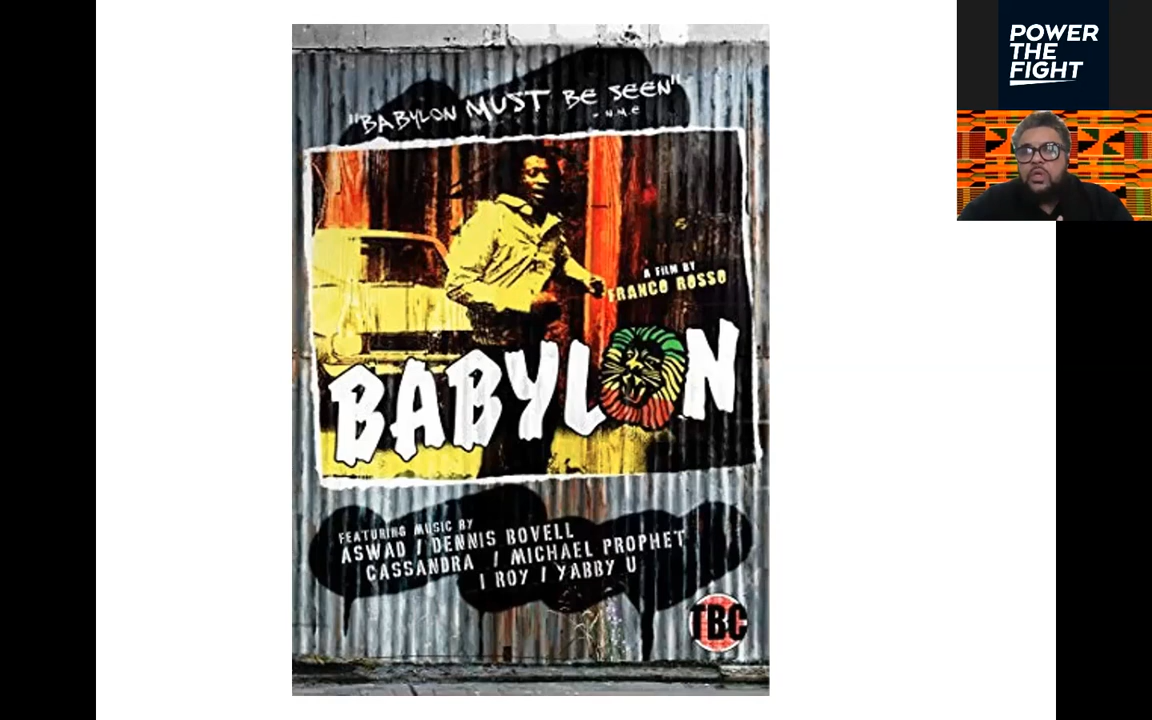 "BABYLON MUST BE SEEN"
- N.M.E
A FILM BY
FRANCO ROSSO
BABYLON
FEATURING MUSIC BY
ASWAD / DENNIS BOVELL
CASSANDRA / MICHAEL PROPHET
I ROY / YABBY U
TBC
POWER
THE
FIGHT